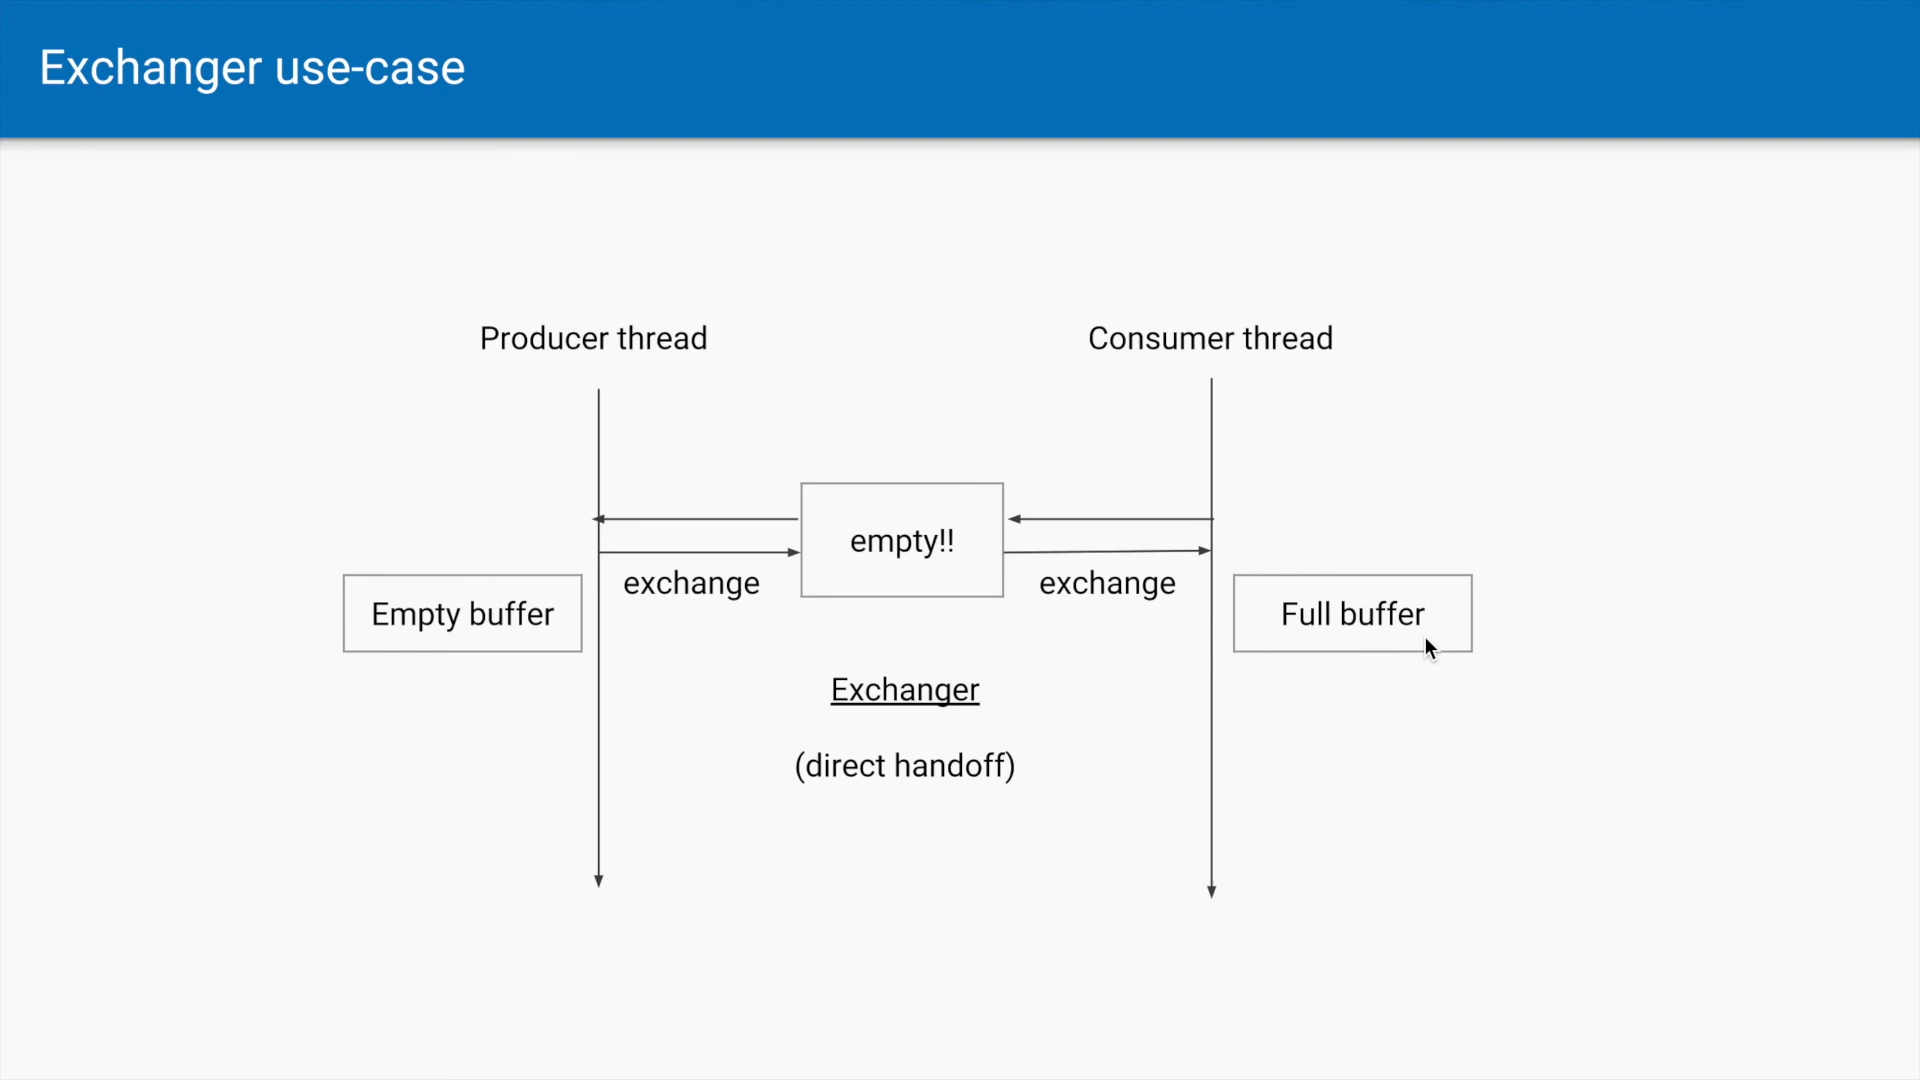 Exchanger use-case
Producer thread
Consumer thread
empty!!
exchange
exchange
Empty buffer
Full buffer
Exchanger
(direct handoff)